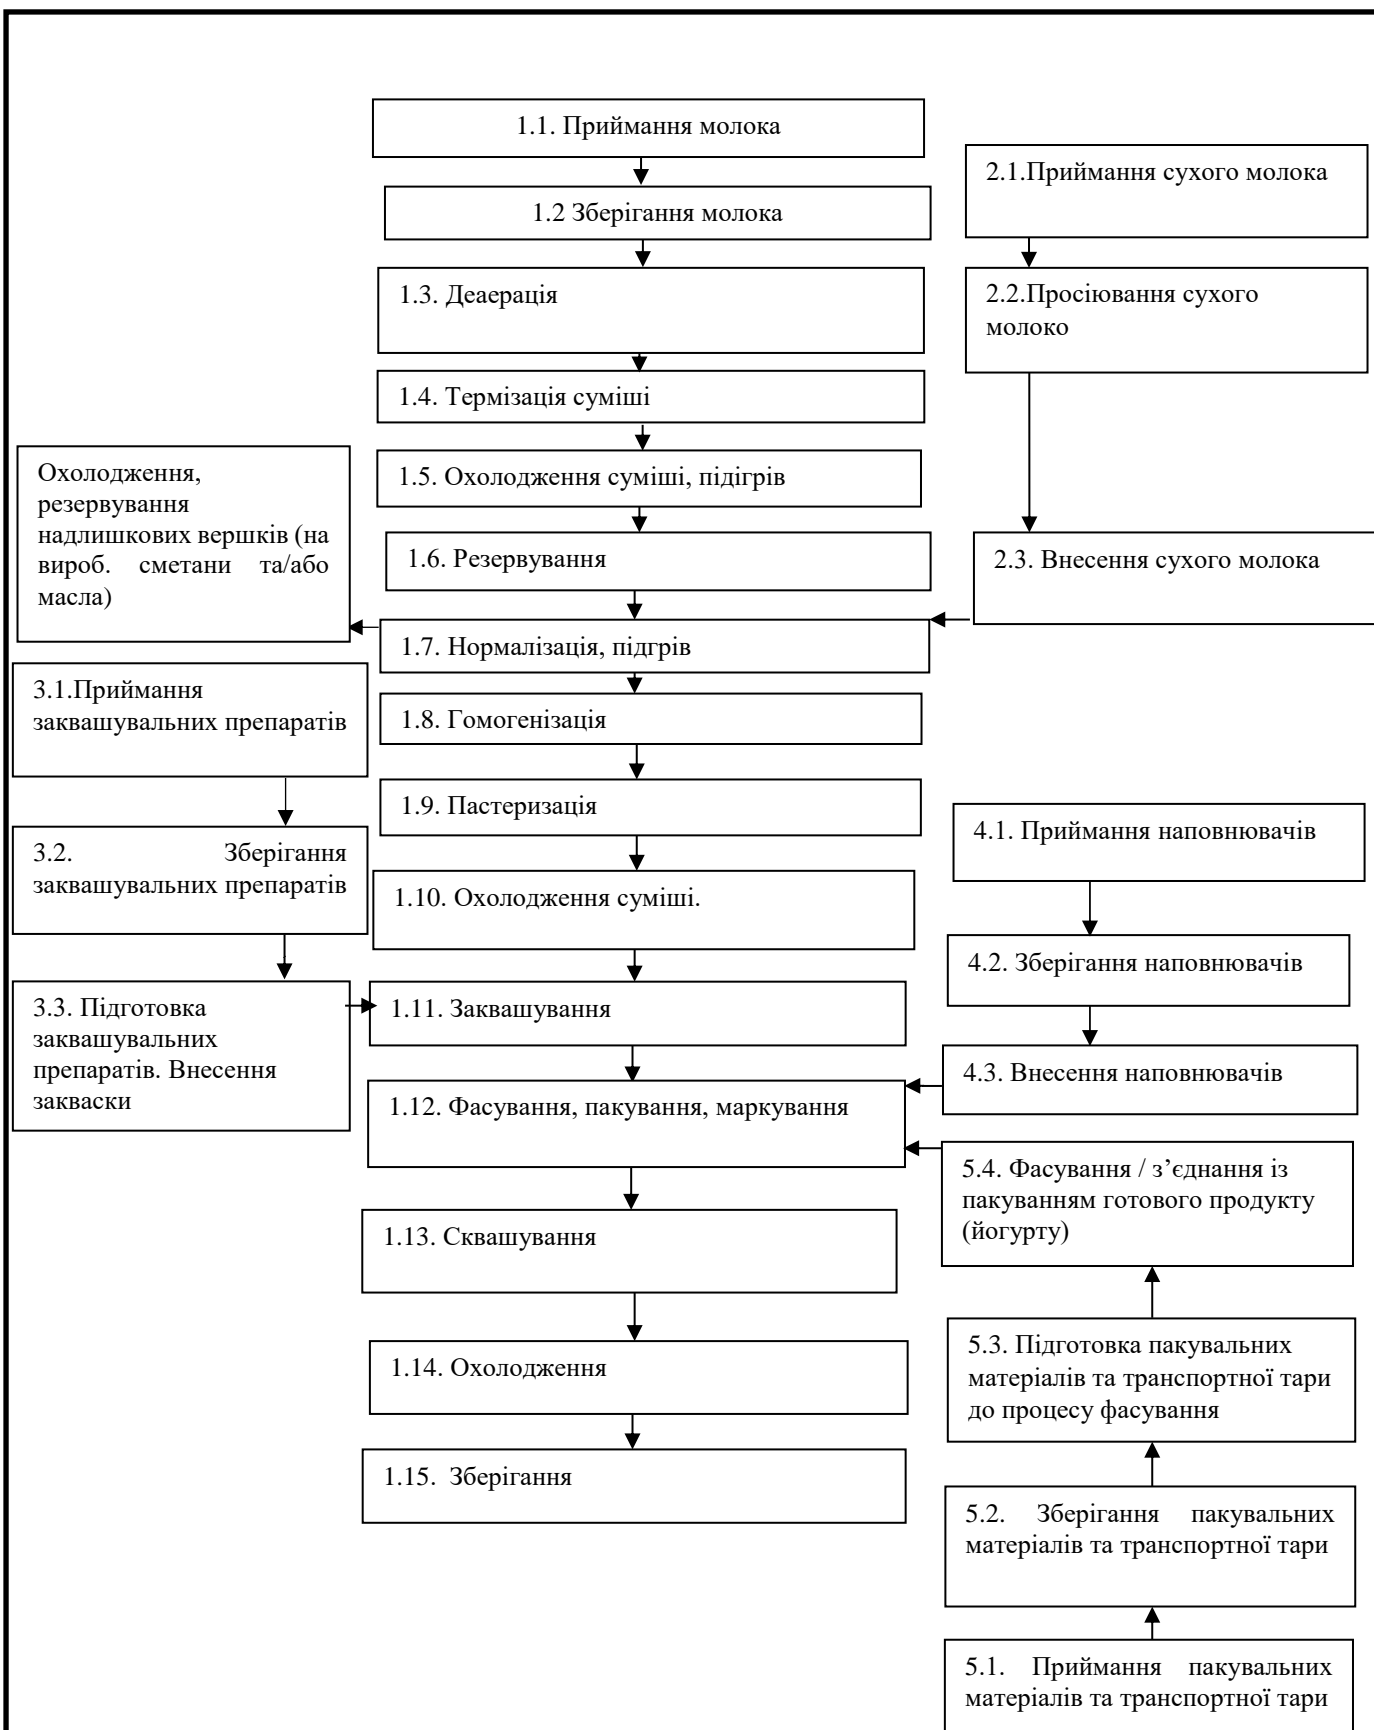 1.1. Приймання молока
2.1.Приймання сухого молока
1.2 Зберігання молока
1.3. Деаерація
2.2.Просіювання сухого
молоко
1.4. Термізація суміші
Охолодження,
резервування
надлишкових вершків (на
вироб. сметани та/або
масла)
1.5. Охолодження суміші, підігрів
1.6. Резервування
2.3. Внесення сухого молока
1.7. Нормалізація, підгрів
3.1.Приймання
заквашувальних препаратів
1.8. Гомогенізація
1.9. Пастеризація
4.1. Приймання наповнювачів
3.2. Зберігання
заквашувальних препаратів
1.10. Охолодження суміші.
4.2. Зберігання наповнювачів
3.3. Підготовка
заквашувальних
препаратів. Внесення
закваски
1.11. Заквашування
4.3. Внесення наповнювачів
1.12. Фасування, пакування, маркування
5.4. Фасування / з’єднання із
пакуванням готового продукту
(йогурту)
1.13. Сквашування
1.14. Охолодження
5.3. Підготовка пакувальних
матеріалів та транспортної тари
до процесу фасування
1.15. Зберігання
5.2. Зберігання пакувальних
матеріалів та транспортної тари
5.1. Приймання пакувальних
матеріалів та транспортної тари